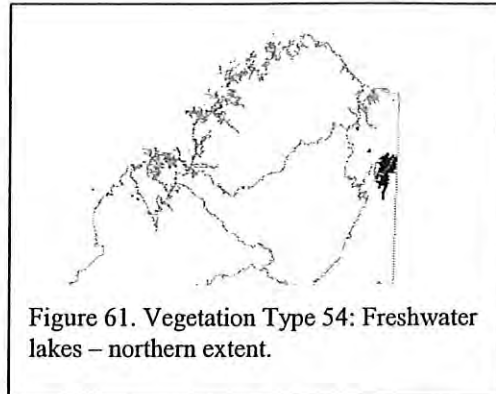 Figure 61. Vegetation Type 54: Freshwater
lakes – northern extent.